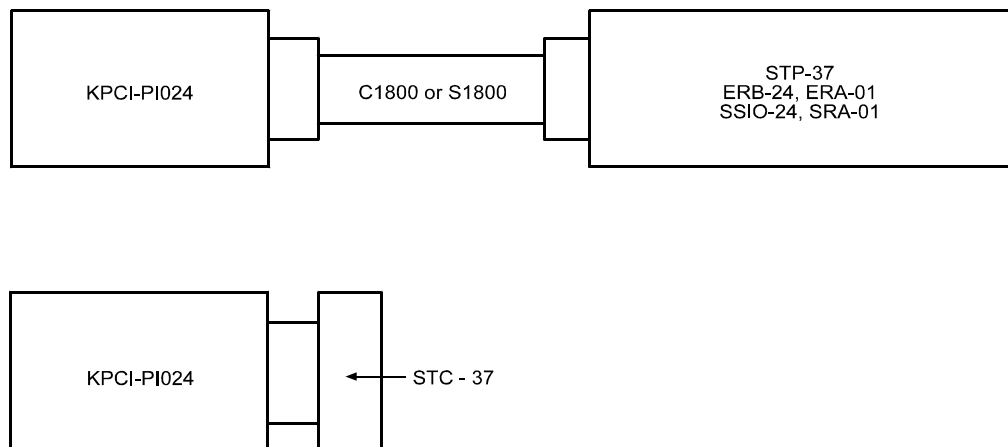 KPCI-PI024
C1800 or S1800
STP-37
ERB-24, ERA-01
SSIO-24, SRA-01
KPCI-PI024
STC - 37